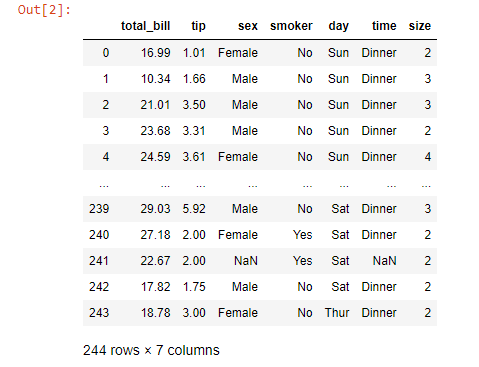 Out[2]:
total_bill tip sex smoker day time size
0 16.99 1.01 Female No Sun Dinner 2
1 10.34 1.66 Male No Sun Dinner 3
2 21.01 3.50 Male No Sun Dinner 3
3 23.68 3.31 Male No Sun Dinner 2
4 24.59 3.61 Female No Sun Dinner 4
... ... ... ... ... ... ... ...
239 29.03 5.92 Male No Sat Dinner 3
240 27.18 2.00 Female Yes Sat Dinner 2
241 22.67 2.00 NaN Yes Sat NaN 2
242 17.82 1.75 Male No Sat Dinner 2
243 18.78 3.00 Female No Thur Dinner 2
244 rows × 7 columns